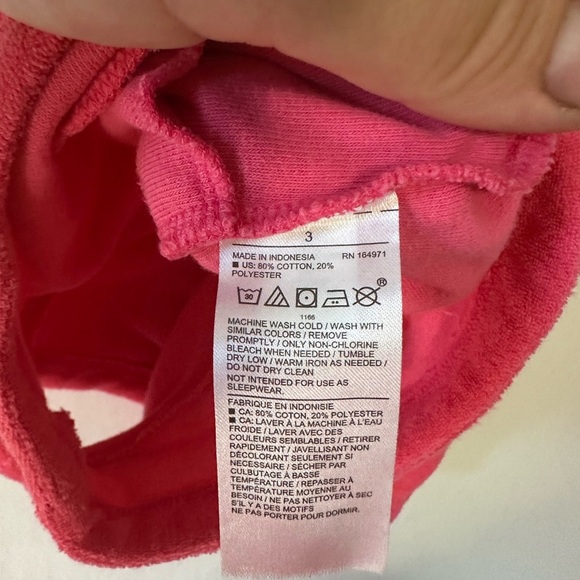 3
MADE IN INDONESIA RN 164971
■ US: 80% COTTON, 20%
POLYESTER
30 ®
1166
MACHINE WASH COLD / WASH WITH
SIMILAR COLORS / REMOVE
PROMPTLY / ONLY NON-CHLORINE
BLEACH WHEN NEEDED / TUMBLE
DRY LOW / WARM IRON AS NEEDED /
DO NOT DRY CLEAN
NOT INTENDED FOR USE AS
SLEEPWEAR.
FABRIQUE EN INDONISIE
■ CA: 80% COTON, 20% POLYESTER
■ CA: LAVER À LA MACHINE À L'EAU
FROIDE / LAVER AVEC DES
COULEURS SEMBLABLES / RETIRER
RAPIDEMENT / JAVELLISANT NON
DÉCOLORANT SEULEMENT SI
NÉCESSAIRE / SÉCHER PAR
CULBUTAGE À BASSE
TEMPÉRATURE / REPASSER À
TEMPÉRATURE MOYENNE AU
BESOIN / NE PAS NETTOYER À SEC
S'IL Y A DES MOTIFS
NE PAS PORTER POUR DORMIR.